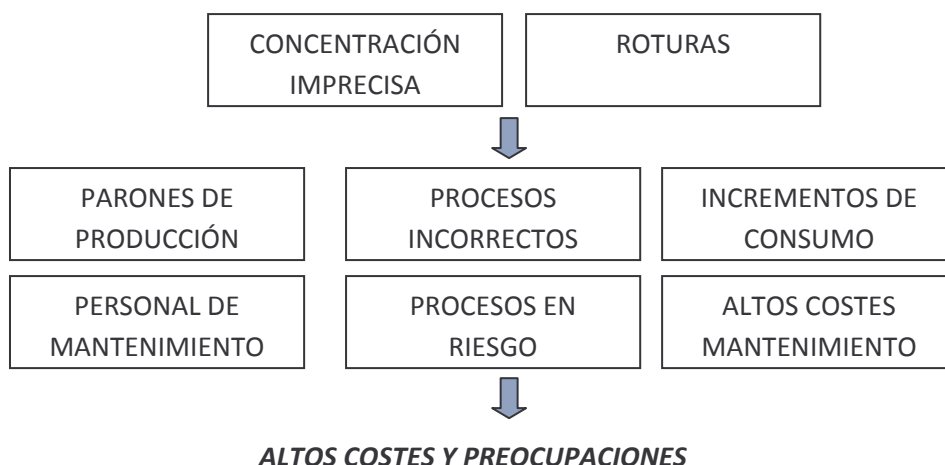 CONCENTRACIÓN
IMPRECISA
ROTURAS
PARONES DE
PRODUCCIÓN
PROCESOS
INCORRECTOS
INCREMENTOS DE
CONSUMO
PERSONAL DE
MANTENIMIENTO
PROCESOS EN
RIESGO
ALTOS COSTES
MANTENIMIENTO
ALTOS COSTES Y PREOCUPACIONES